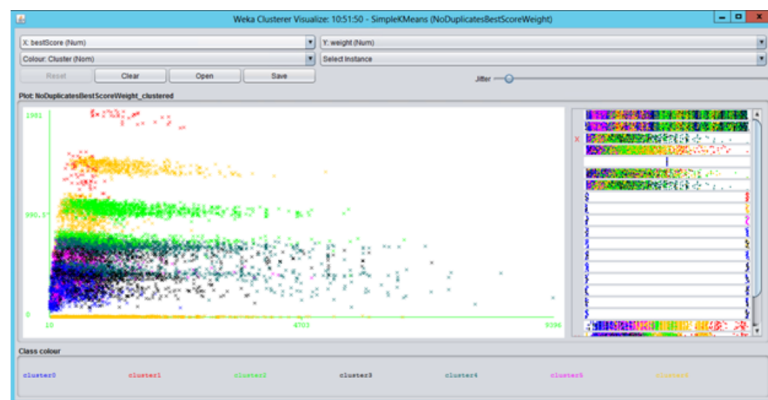 Weka Clusterer Visualize: 10:51:50 - SimpleKMeans (NoDuplicatesBestScoreWeight)
X: bestScore (Num)
Y: weight (Num)
Colour: Cluster (Nom)
Select Instance
Reset
Clear
Open
Save
Jitter
Plot: NoDuplicatesBestScoreWeight_clustered
1981
990.5
0
10
4703
9396
X
Class colour
cluster0
cluster1
cluster2
cluster3
cluster4
cluster5